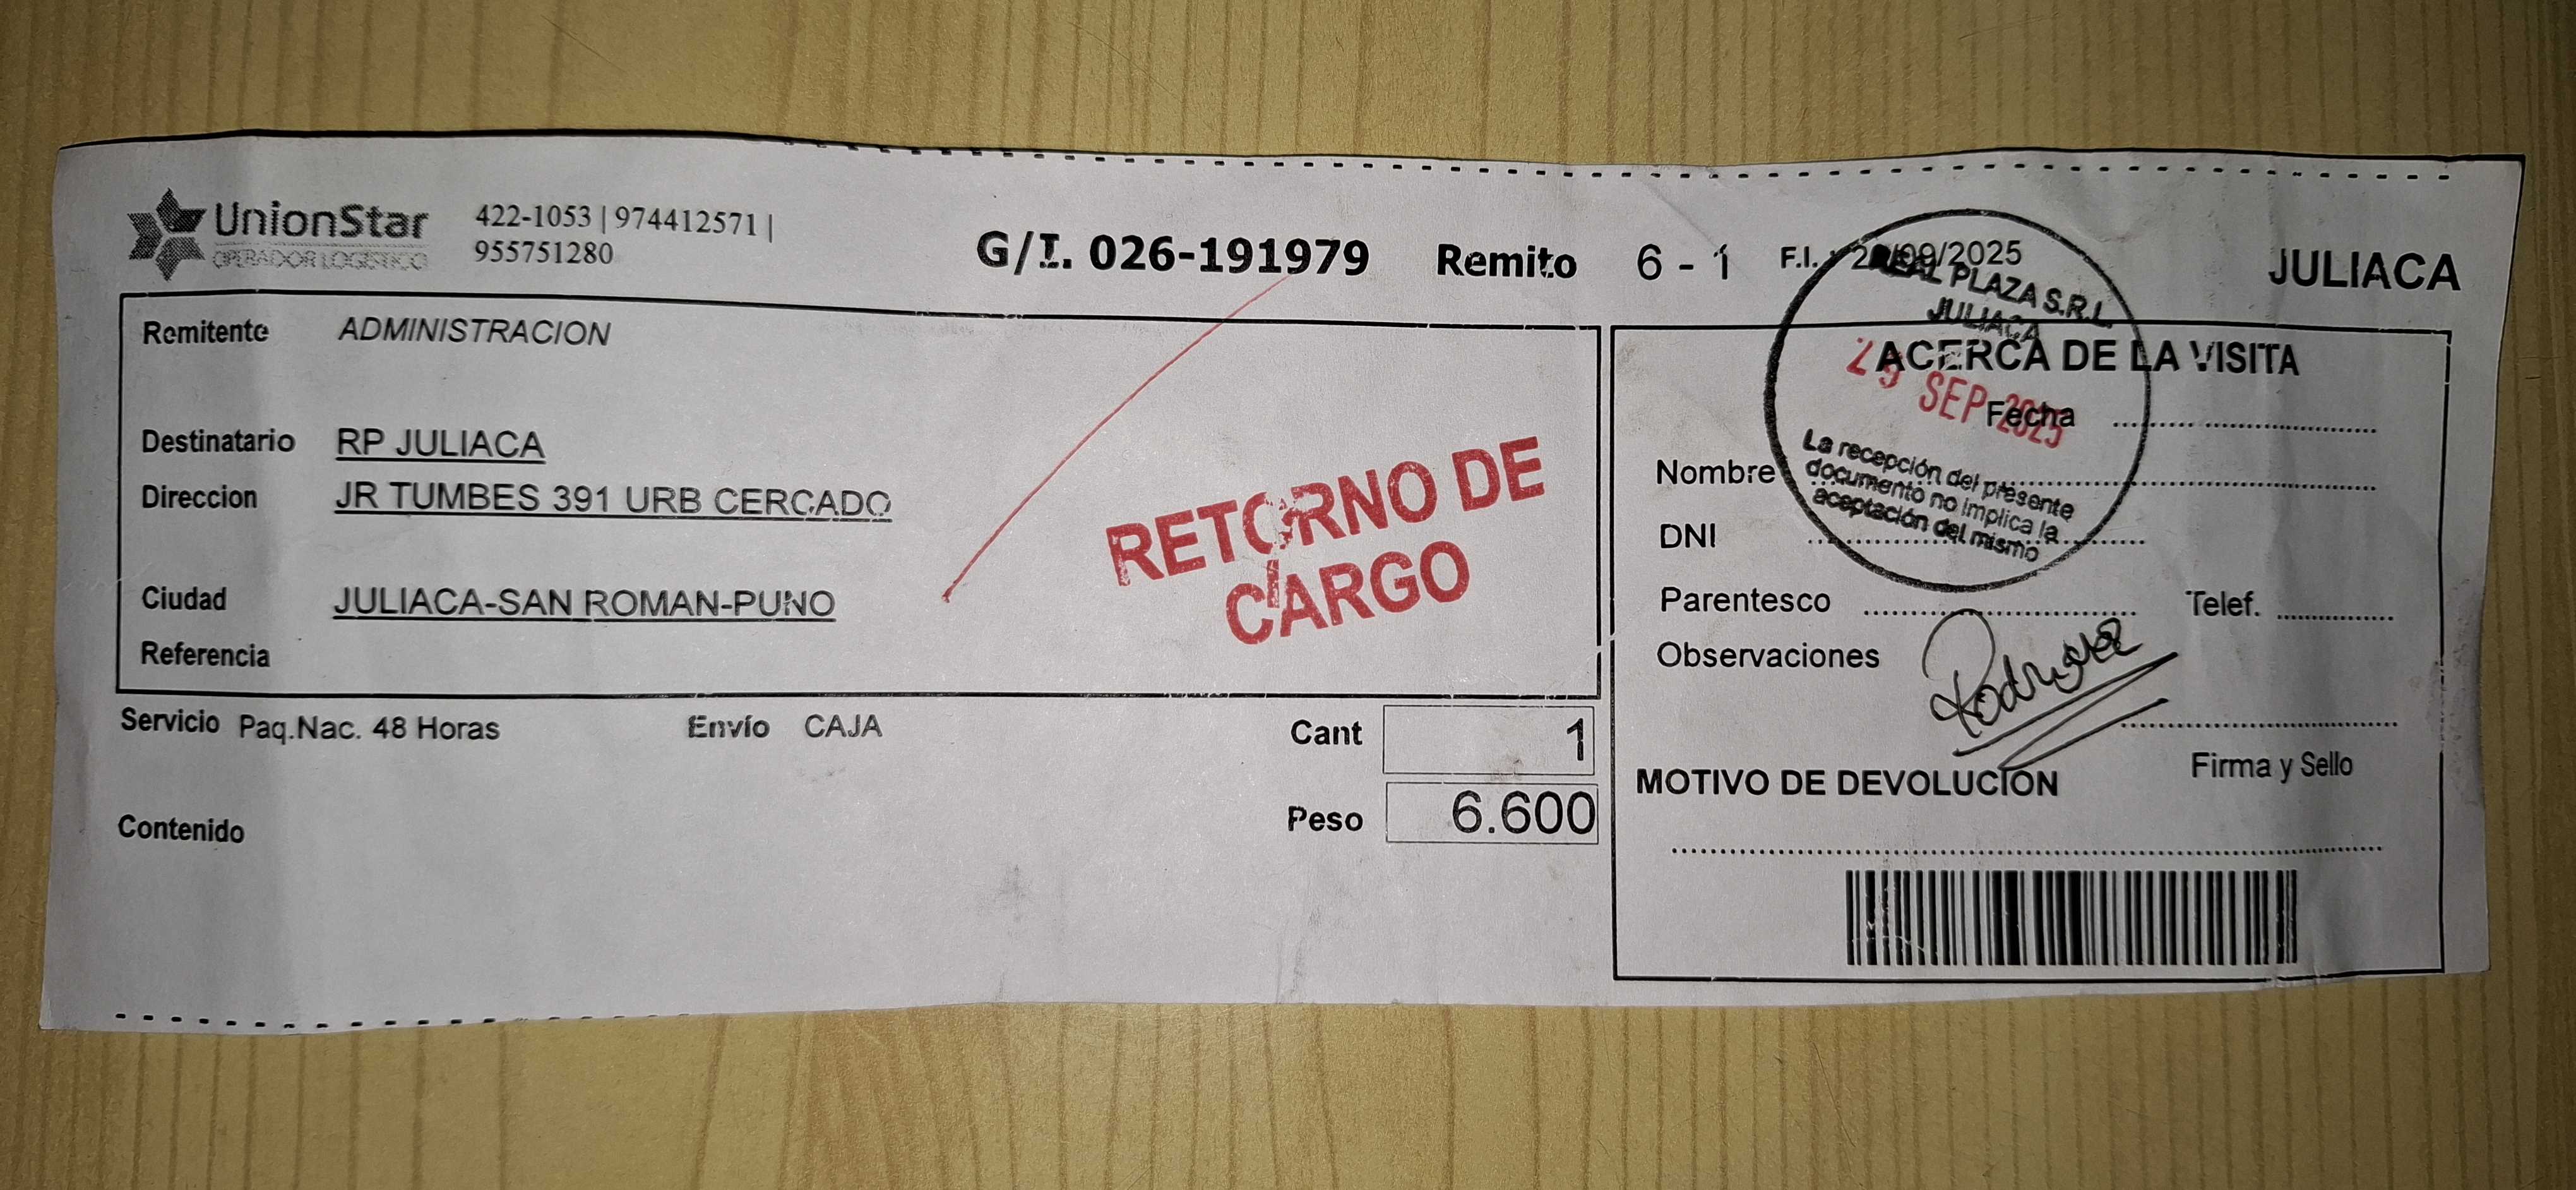 UnionStar
OPERADOR LOGISTICO
422-1053 | 974412571 |
955751280
G/I. 026-191979
Remito 6 - 1
F.I. : /09/2025
JULIACA
Remitente ADMINISTRACION
Destinatario RP JULIACA
Direccion JR TUMBES 391 URB CERCADO
Ciudad JULIACA-SAN ROMAN-PUNO
Referencia
RETORNO DE
CARGO
Servicio Paq.Nac. 48 Horas
Envío CAJA
Cant 1
Peso 6.600
Contenido
REAL PLAZA S.R.L.
JULIACA
SEP 2025
La recepción del presente
documento no implica la
aceptación del mismo
ACERCA DE LA VISITA
Fecha
Nombre
DNI
Parentesco
Telef.
Observaciones
Firma y Sello
MOTIVO DE DEVOLUCION